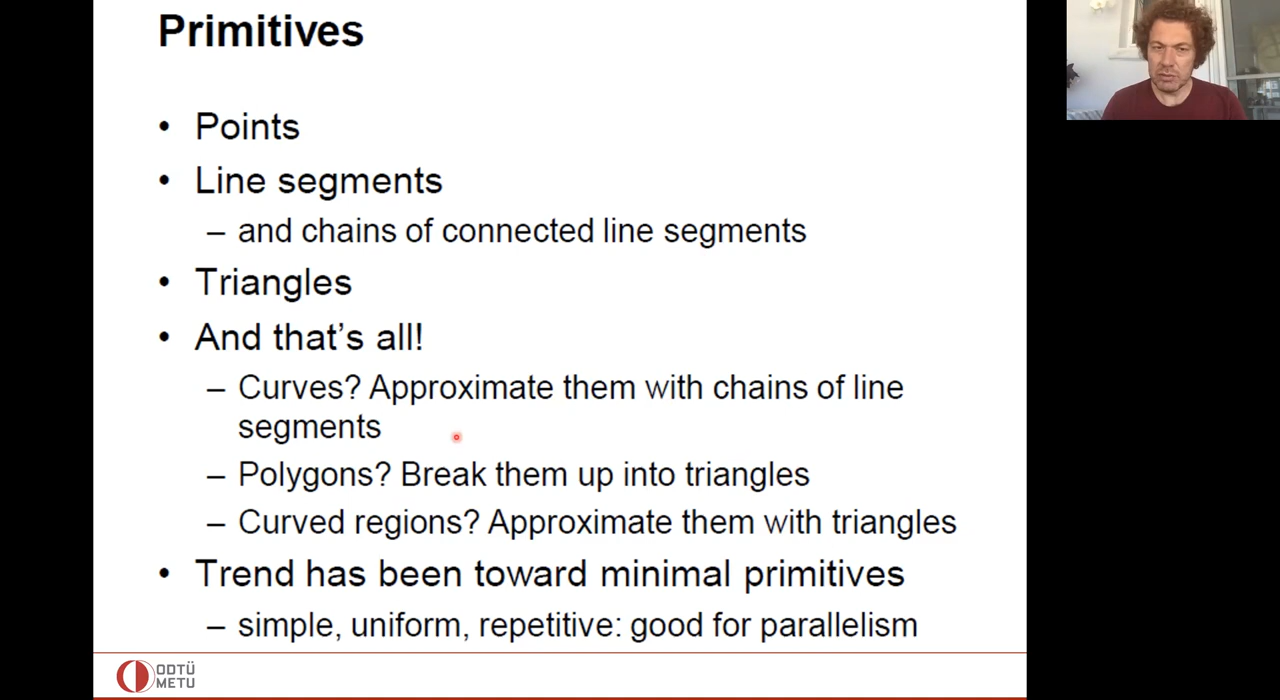 Primitives
• Points
• Line segments
– and chains of connected line segments
• Triangles
• And that's all!
– Curves? Approximate them with chains of line
segments
– Polygons? Break them up into triangles
– Curved regions? Approximate them with triangles
• Trend has been toward minimal primitives
– simple, uniform, repetitive: good for parallelism
ODTÜ
METU